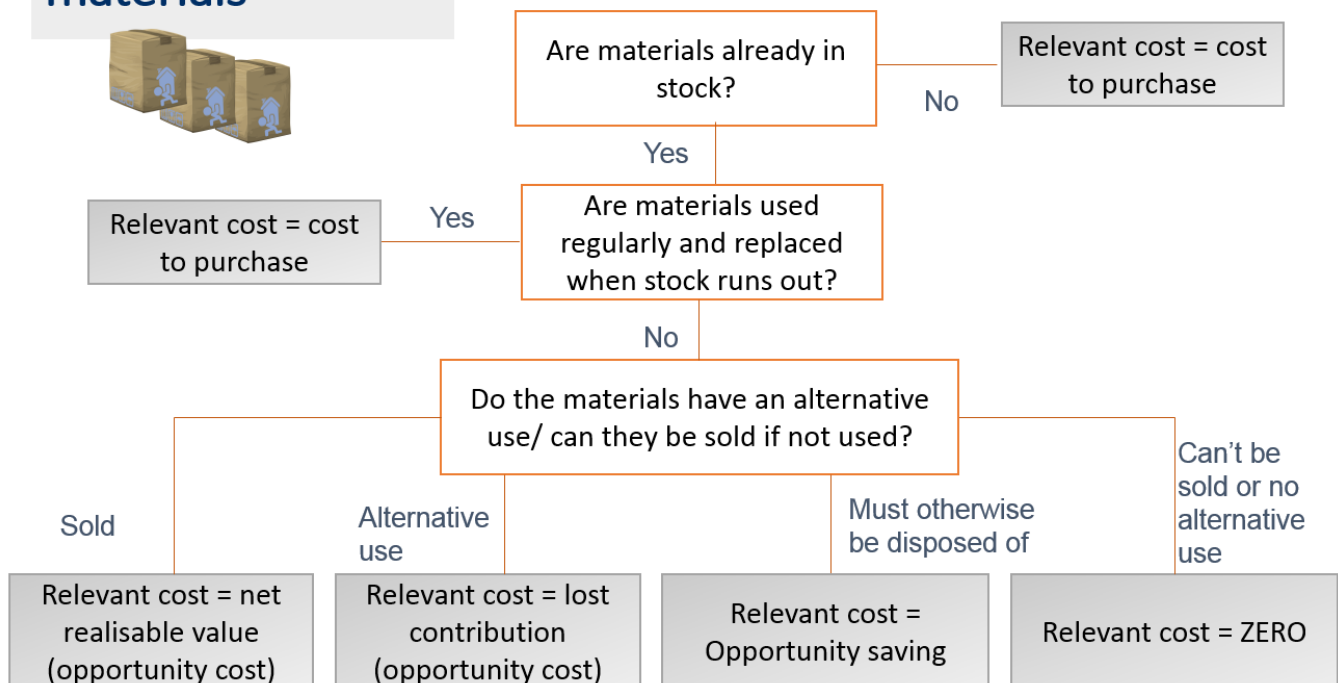 materials
Are materials already in
stock?
No
Relevant cost = cost
to purchase
Yes
Relevant cost = cost
to purchase
Yes
Are materials used
regularly and replaced
when stock runs out?
No
Do the materials have an alternative
use/ can they be sold if not used?
Sold
Alternative
use
Must otherwise
be disposed of
Can't be
sold or no
alternative
use
Relevant cost = net
realisable value
(opportunity cost)
Relevant cost = lost
contribution
(opportunity cost)
Relevant cost =
Opportunity saving
Relevant cost = ZERO